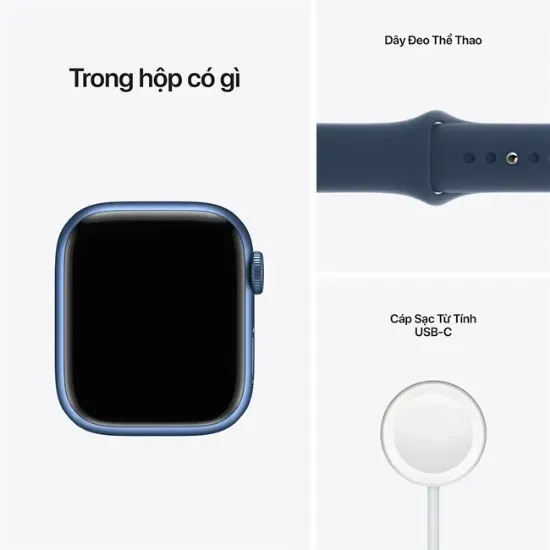 Trong hộp có gì
Dây Đeo Thể Thao
Cáp Sạc Từ Tính
USB-C